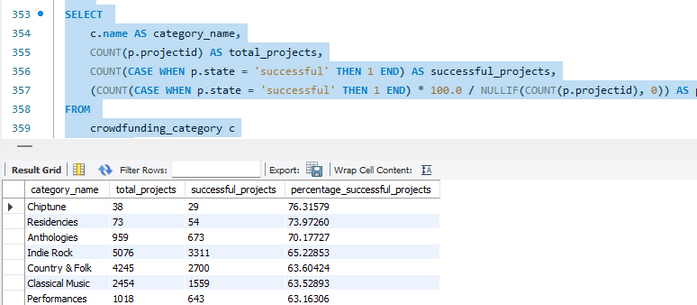 353 SELECT
354 c.name AS category_name,
355 COUNT(p.projectid) AS total_projects,
356 COUNT(CASE WHEN p.state = 'successful' THEN 1 END) AS successful_projects,
357 (COUNT(CASE WHEN p.state = 'successful' THEN 1 END) * 100.0 / NULLIF(COUNT(p.projectid), 0)) AS
358 FROM
359 crowdfunding_category c
Result Grid Filter Rows: Export: Wrap Cell Content:
category_name total_projects successful_projects percentage_successful_projects
Chiptune 38 29 76.31579
Residencies 73 54 73.97260
Anthologies 959 673 70.17727
Indie Rock 5076 3311 65.22853
Country & Folk 4245 2700 63.60424
Classical Music 2454 1559 63.52893
Performances 1018 643 63.16306